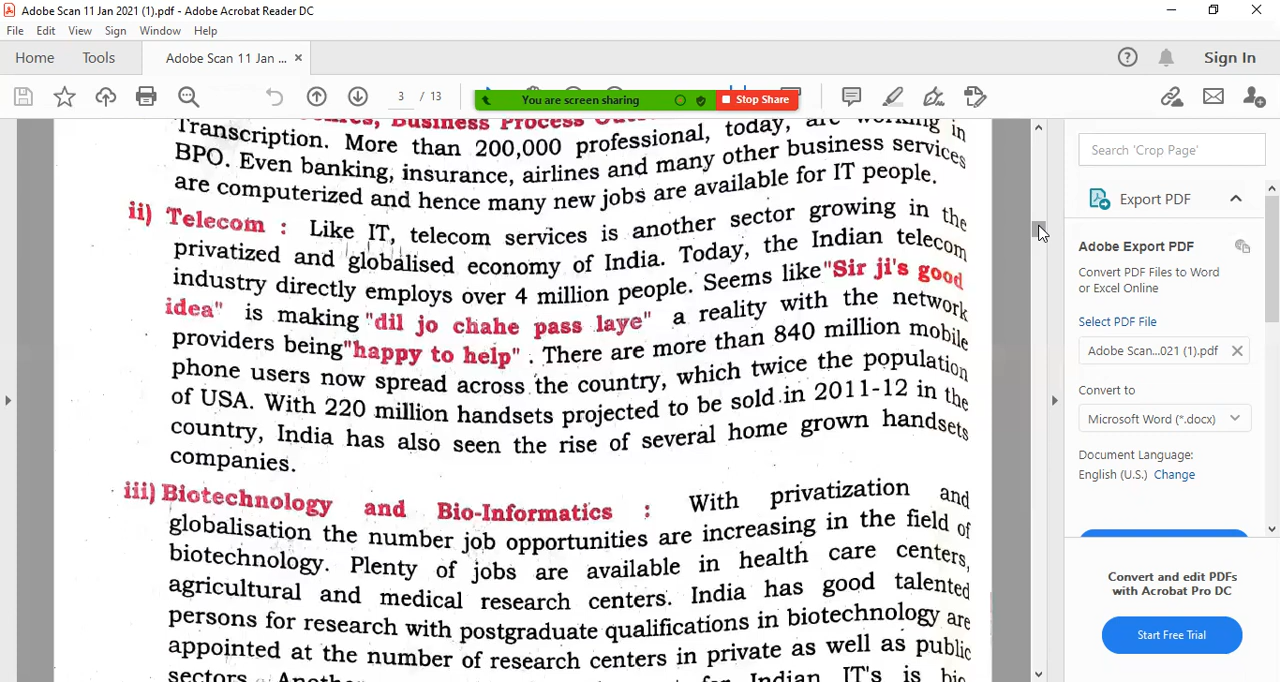 Adobe Scan 11 Jan 2021 (1).pdf - Adobe Acrobat Reader DC
File Edit View Sign Window Help
Home Tools Adobe Scan 11 Jan ... ×
Sign In
3 / 13
You are screen sharing Stop Share
Business Process
Transcription. More than 200,000 professional, today, are working in
BPO. Even banking, insurance, airlines and many other business services
are computerized and hence many new jobs are available for IT people.
ii) Telecom : Like IT, telecom services is another sector growing in the
privatized and globalised economy of India. Today, the Indian telecom
industry directly employs over 4 million people. Seems like "Sir ji's good
idea" is making "dil jo chahe pass laye" a reality with the network
providers being "happy to help" . There are more than 840 million mobile
phone users now spread across the country, which twice the population
of USA. With 220 million handsets projected to be sold in 2011-12 in the
country, India has also seen the rise of several home grown handsets
companies.
iii) Biotechnology and Bio-Informatics : With privatization and
globalisation the number job opportunities are increasing in the field of
biotechnology. Plenty of jobs are available in health care centers,
agricultural and medical research centers. India has good talented
persons for research with postgraduate qualifications in biotechnology are
appointed at the number of research centers in private as well as public
sectors. for Indian IT's is
Search 'Crop Page'
Export PDF
Adobe Export PDF
Convert PDF Files to Word
or Excel Online
Select PDF File
Adobe Scan...021 (1).pdf
Convert to
Microsoft Word (*.docx)
Document Language:
English (U.S.) Change
Convert and edit PDFs
with Acrobat Pro DC
Start Free Trial